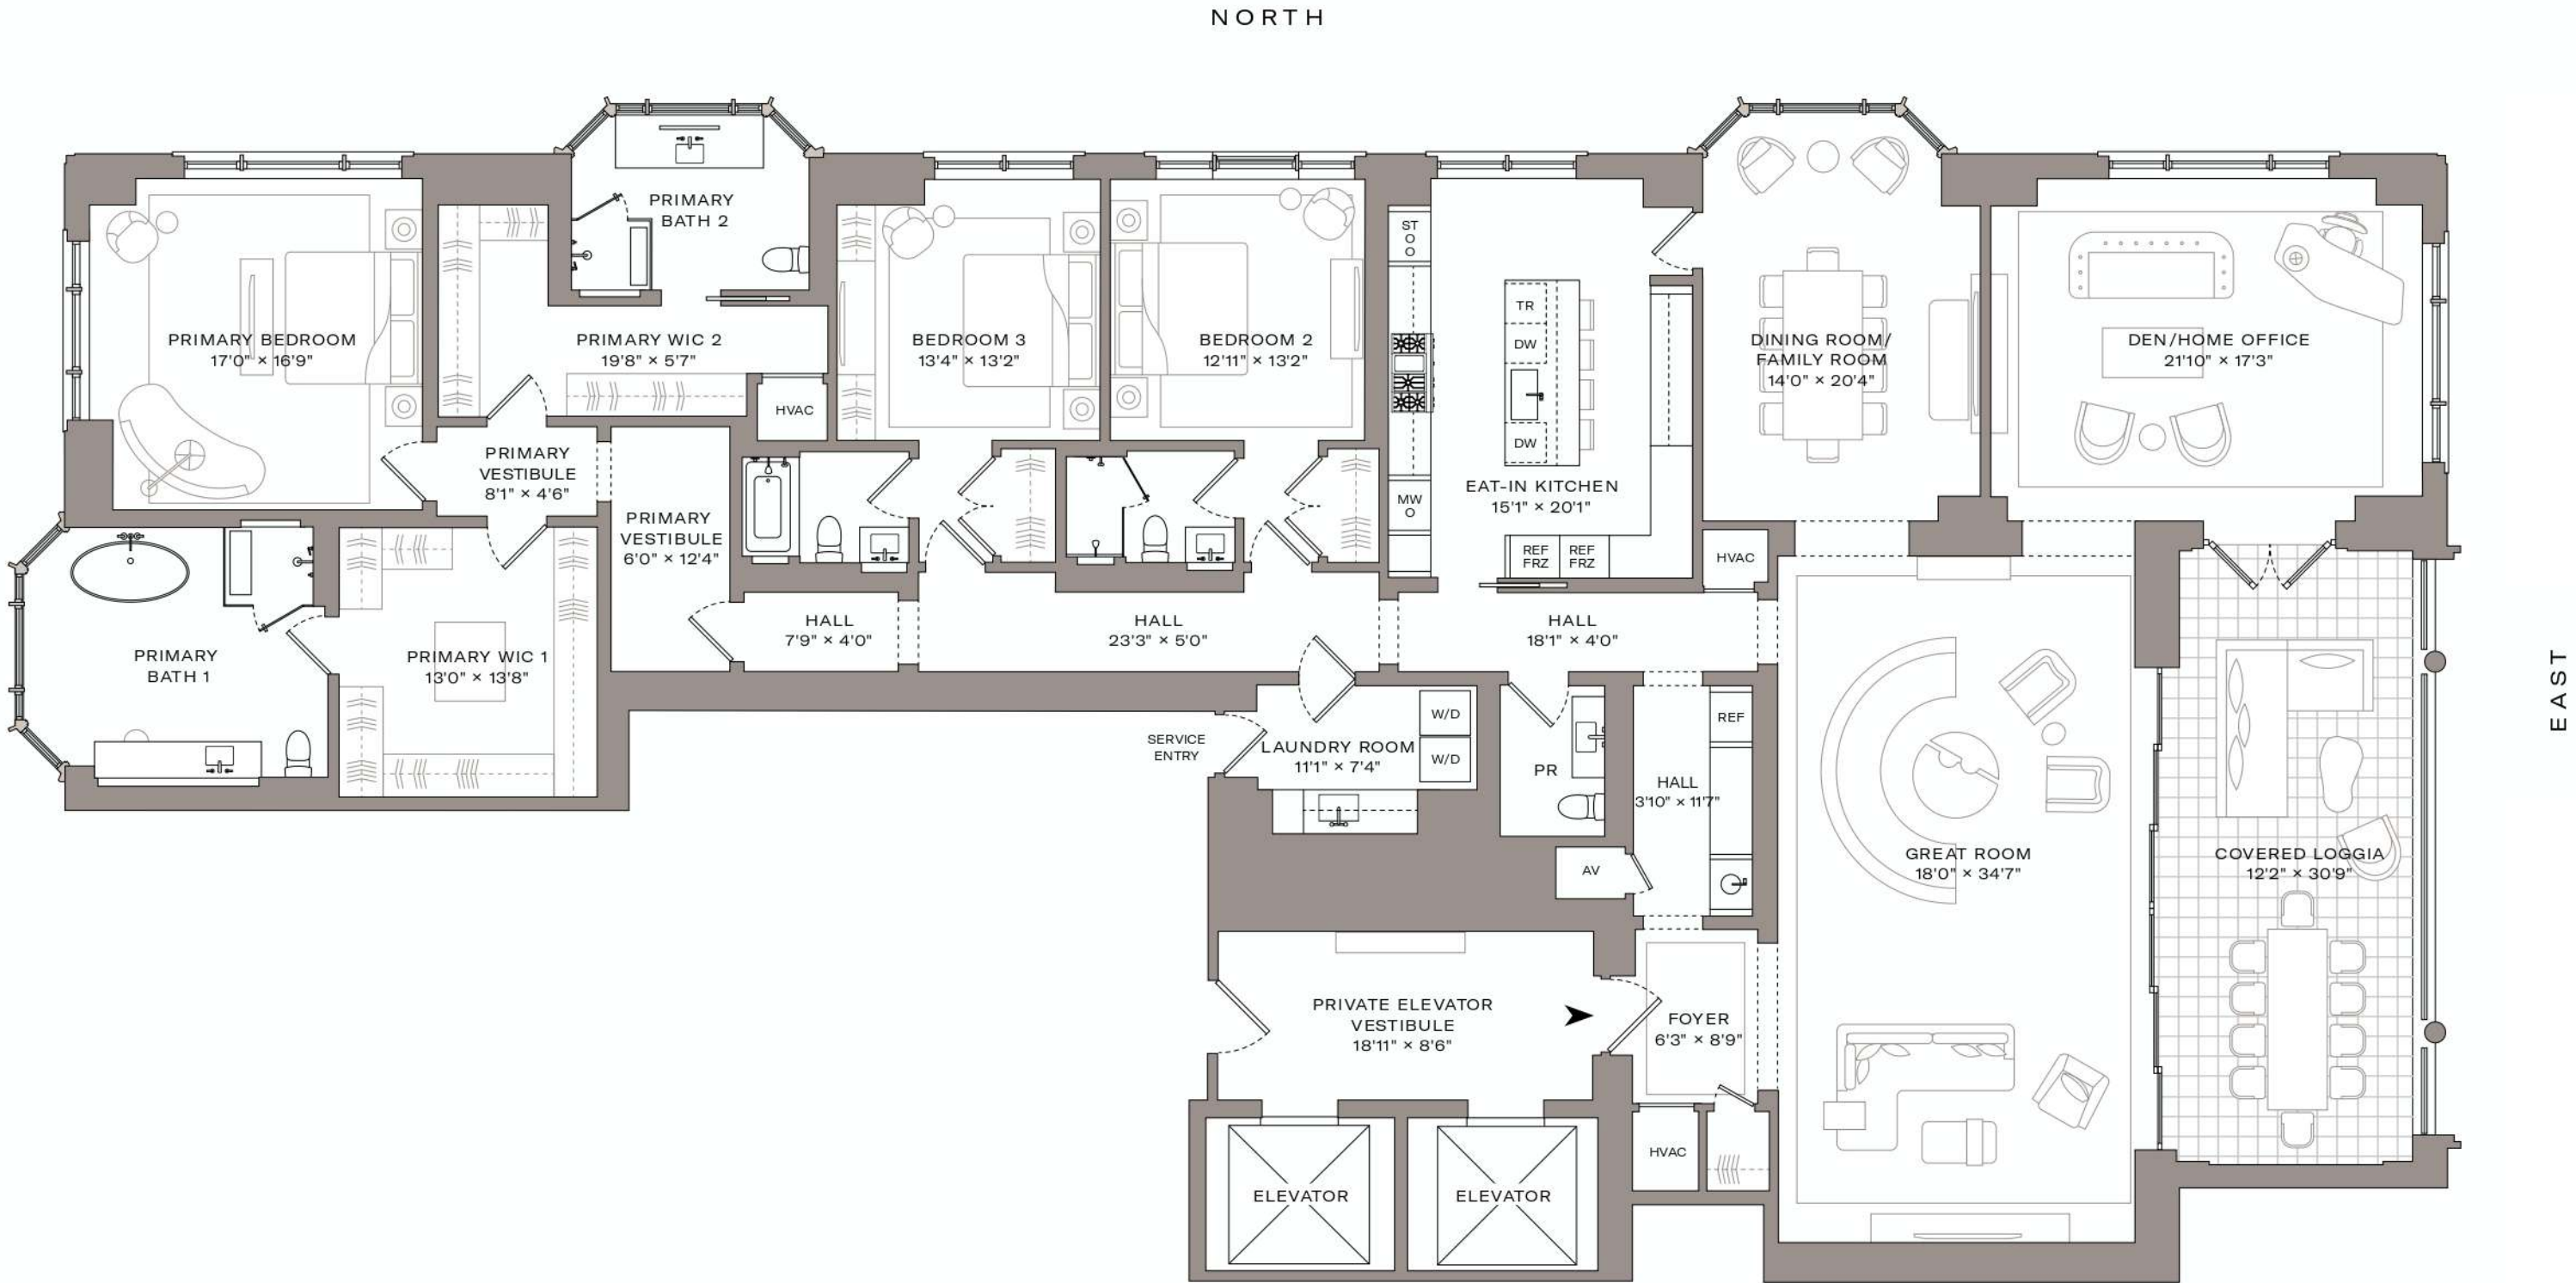 NORTH
PRIMARY
BATH 2
PRIMARY BEDROOM
17'0" × 16'9"
PRIMARY WIC 2
19'8" × 5'7"
HVAC
BEDROOM 3
13'4" × 13'2"
BEDROOM 2
12'11" × 13'2"
ST
O
O
TR
DW
DW
MW
O
EAT-IN KITCHEN
15'1" × 20'1"
REF
FRZ
REF
FRZ
DINING ROOM/
FAMILY ROOM
14'0" × 20'4"
DEN/HOME OFFICE
21'10" × 17'3"
PRIMARY
VESTIBULE
8'1" × 4'6"
PRIMARY
VESTIBULE
6'0" × 12'4"
HVAC
PRIMARY
BATH 1
PRIMARY WIC 1
13'0" × 13'8"
HALL
7'9" × 4'0"
HALL
23'3" × 5'0"
HALL
18'1" × 4'0"
EAST
SERVICE
ENTRY
LAUNDRY ROOM
11'1" × 7'4"
W/D
W/D
PR
REF
HALL
3'10" × 11'7"
AV
GREAT ROOM
18'0" × 34'7"
COVERED LOGGIA
12'2" × 30'9"
PRIVATE ELEVATOR
VESTIBULE
18'11" × 8'6"
FOYER
6'3" × 8'9"
HVAC
ELEVATOR
ELEVATOR